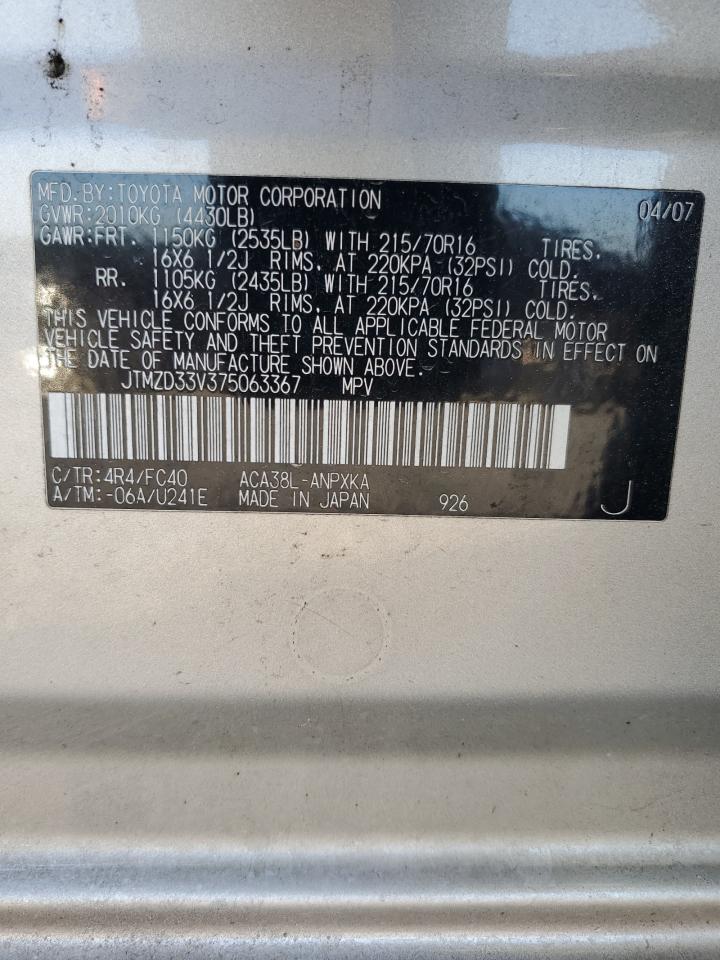 MFD.BY:TOYOTA MOTOR CORPORATION 04/07
GVWR:2010KG (4430LB)
GAWR:FRT. 1150KG (2535LB) WITH 215/70R16 TIRES.
16X6 1/2J RIMS, AT 220KPA (32PSI) COLD.
RR. 1105KG (2435LB) WITH 215/70R16 TIRES.
16X6 1/2J RIMS, AT 220KPA (32PSI) COLD.
THIS VEHICLE CONFORMS TO ALL APPLICABLE FEDERAL MOTOR
VEHICLE SAFETY AND THEFT PREVENTION STANDARDS IN EFFECT ON
THE DATE OF MANUFACTURE SHOWN ABOVE.
JTMZD33V375063367 MPV
C/TR:4R4/FC40 ACA38L-ANPXKA
A/TM:-06A/U241E MADE IN JAPAN 926 J